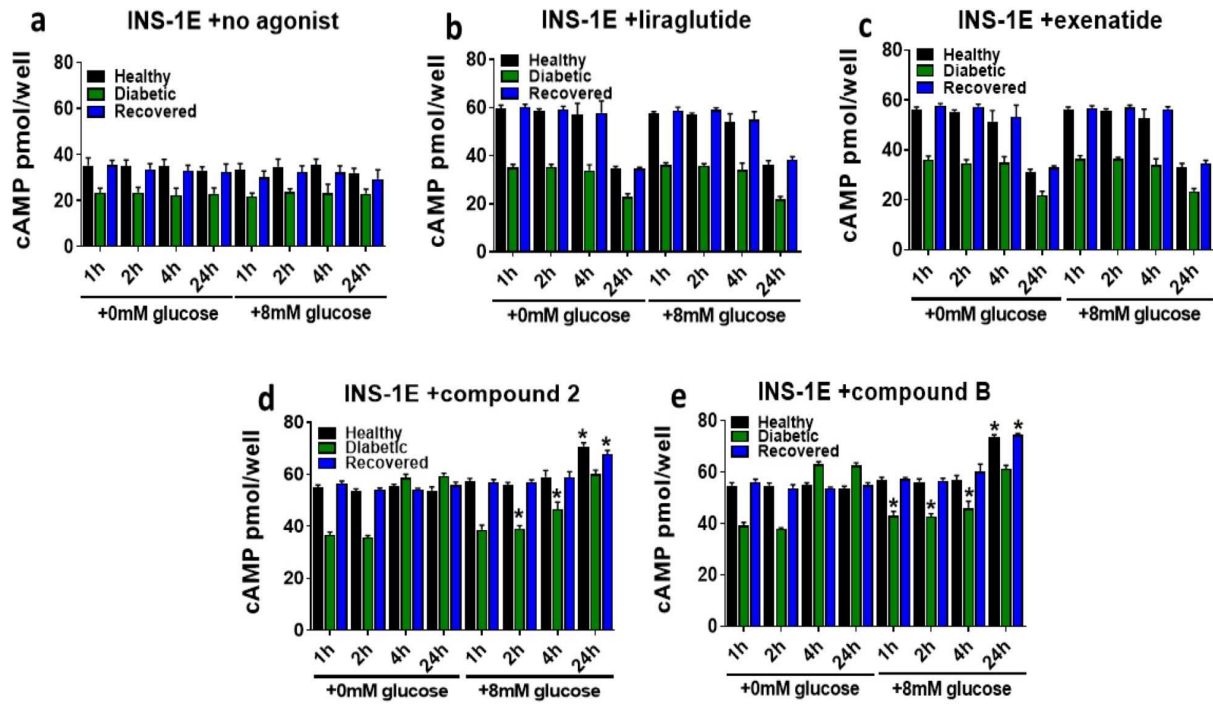 a
INS-1E +no agonist
cAMP pmol/well
80
60
40
20
0
Healthy
Diabetic
Recovered
1h 2h 4h 24h 1h 2h 4h 24h
+0mM glucose +8mM glucose
b
INS-1E +liraglutide
cAMP pmol/well
80
60
40
20
0
Healthy
Diabetic
Recovered
1h 2h 4h 24h 1h 2h 4h 24h
+0mM glucose +8mM glucose
c
INS-1E +exenatide
cAMP pmol/well
80
60
40
20
0
Healthy
Diabetic
Recovered
1h 2h 4h 24h 1h 2h 4h 24h
+0mM glucose +8mM glucose
d
INS-1E +compound 2
cAMP pmol/well
80
60
40
20
0
Healthy
Diabetic
Recovered
* * * *
1h 2h 4h 24h 1h 2h 4h 24h
+0mM glucose +8mM glucose
e
INS-1E +compound B
cAMP pmol/well
80
60
40
20
0
Healthy
Diabetic
Recovered
* * * * *
1h 2h 4h 24h 1h 2h 4h 24h
+0mM glucose +8mM glucose